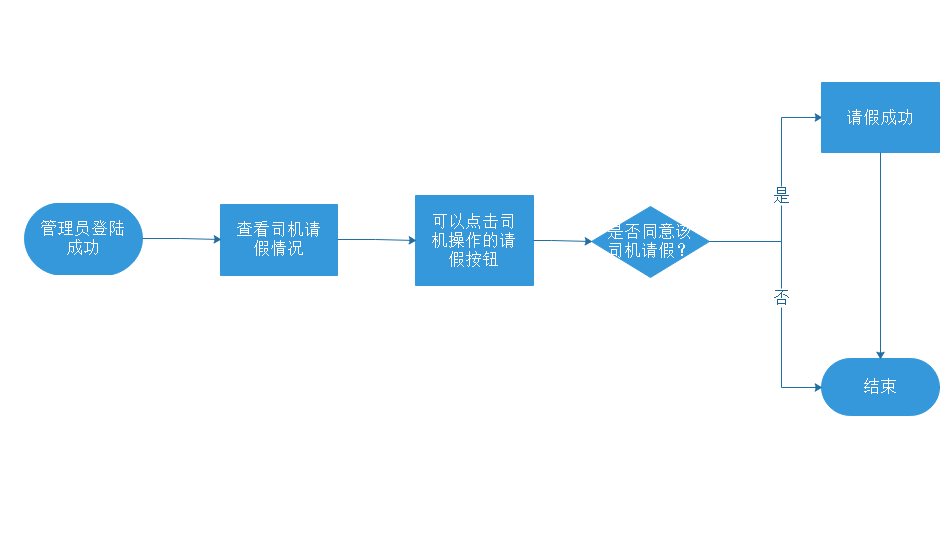 管理员登陆
成功
查看司机请
假情况
可以点击司
机操作的请
假按钮
是否同意该
司机请假？
是
否
请假成功
结束